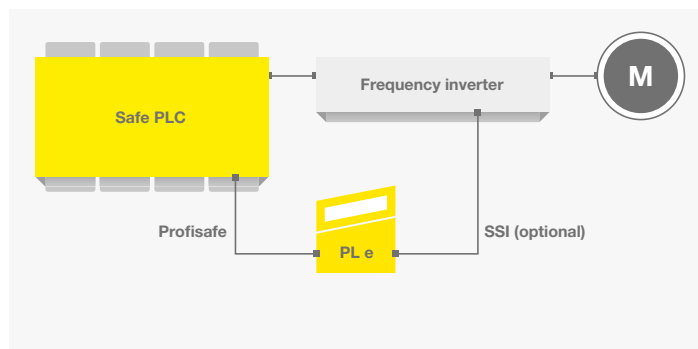 M
Frequency inverter
Safe PLC
Profisafe
SSI (optional)
PL e